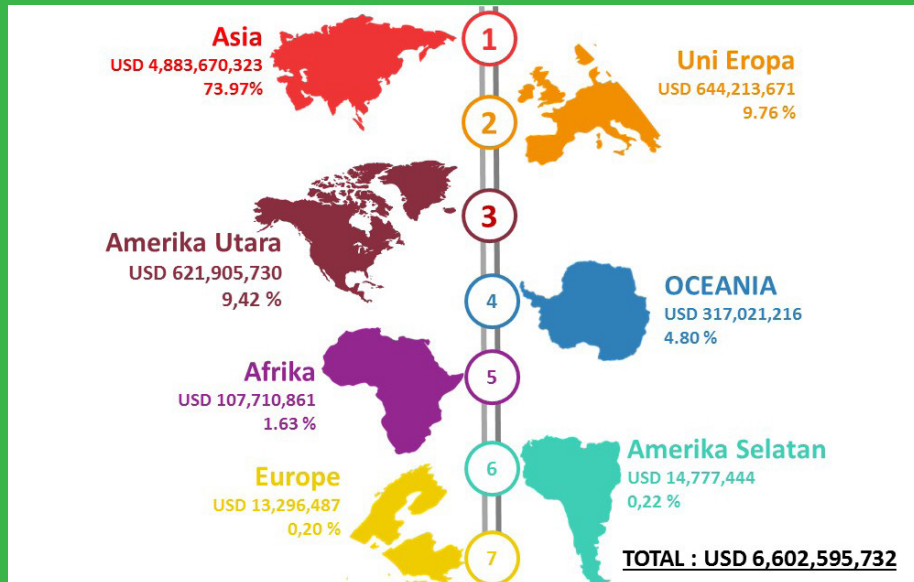 Asia
USD 4,883,670,323
73.97%
1
Uni Eropa
USD 644,213,671
9.76 %
2
Amerika Utara
USD 621,905,730
9,42 %
3
OCEANIA
USD 317,021,216
4.80 %
4
Afrika
USD 107,710,861
1.63 %
5
Amerika Selatan
USD 14,777,444
0,22 %
6
Europe
USD 13,296,487
0,20 %
7
TOTAL : USD 6,602,595,732